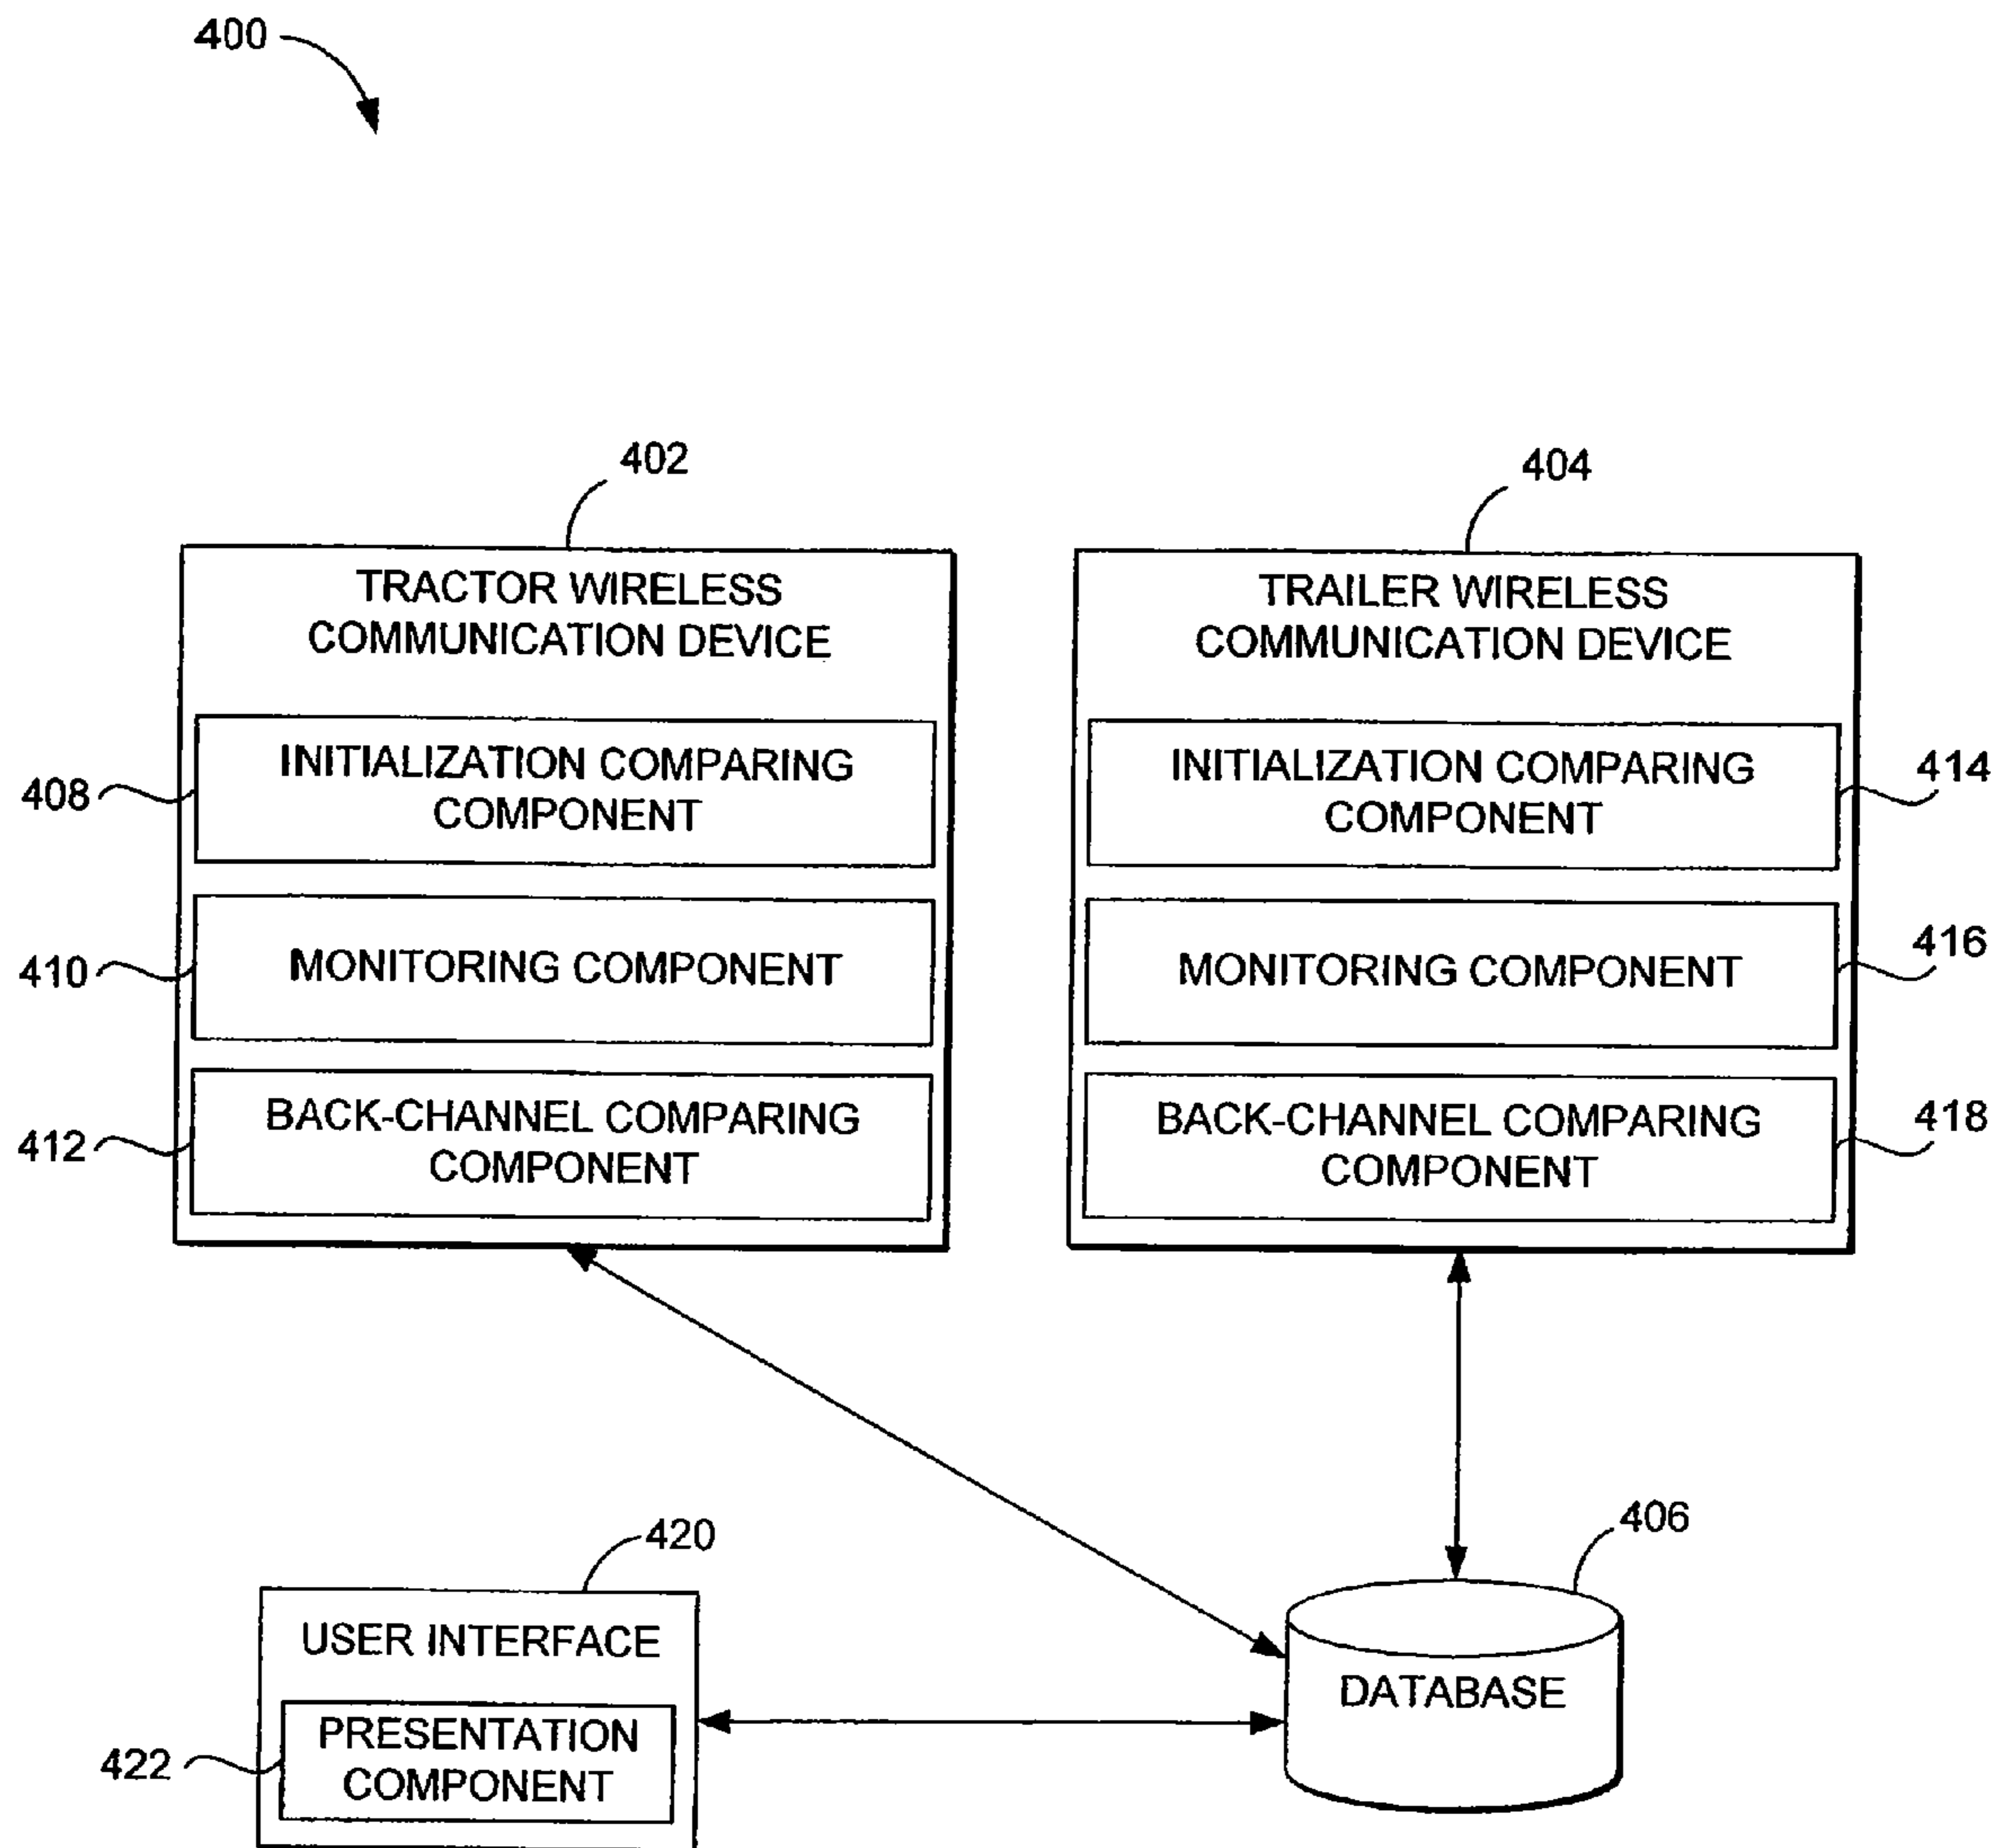 400
402
404
TRACTOR WIRELESS
COMMUNICATION DEVICE
TRAILER WIRELESS
COMMUNICATION DEVICE
408
INITIALIZATION COMPARING
COMPONENT
INITIALIZATION COMPARING
COMPONENT
414
410
MONITORING COMPONENT
MONITORING COMPONENT
416
412
BACK-CHANNEL COMPARING
COMPONENT
BACK-CHANNEL COMPARING
COMPONENT
418
420
406
USER INTERFACE
422
PRESENTATION
COMPONENT
DATABASE